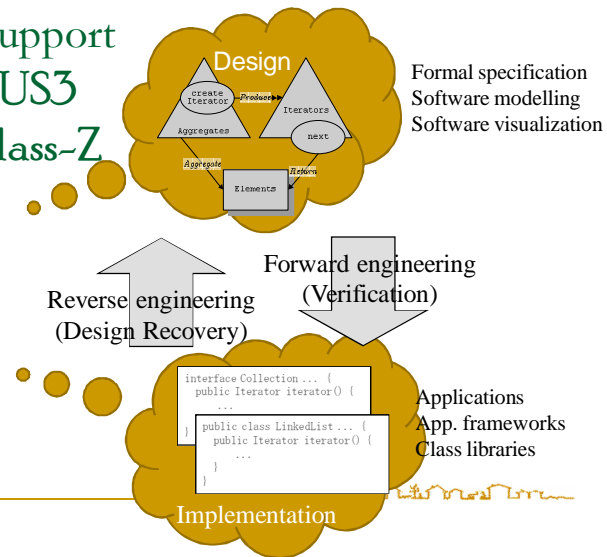 upport
US3
lass-Z
Design
create
Iterator
Produce
Iterators
Aggregates
next
Aggregate
Return
Elements
Formal specification
Software modelling
Software visualization
Reverse engineering
(Design Recovery)
Forward engineering
(Verification)
interface Collection ... {
public Iterator iterator() {
...
}
public class LinkedList ... {
public Iterator iterator() {
...
}
}
Applications
App. frameworks
Class libraries
Implementation